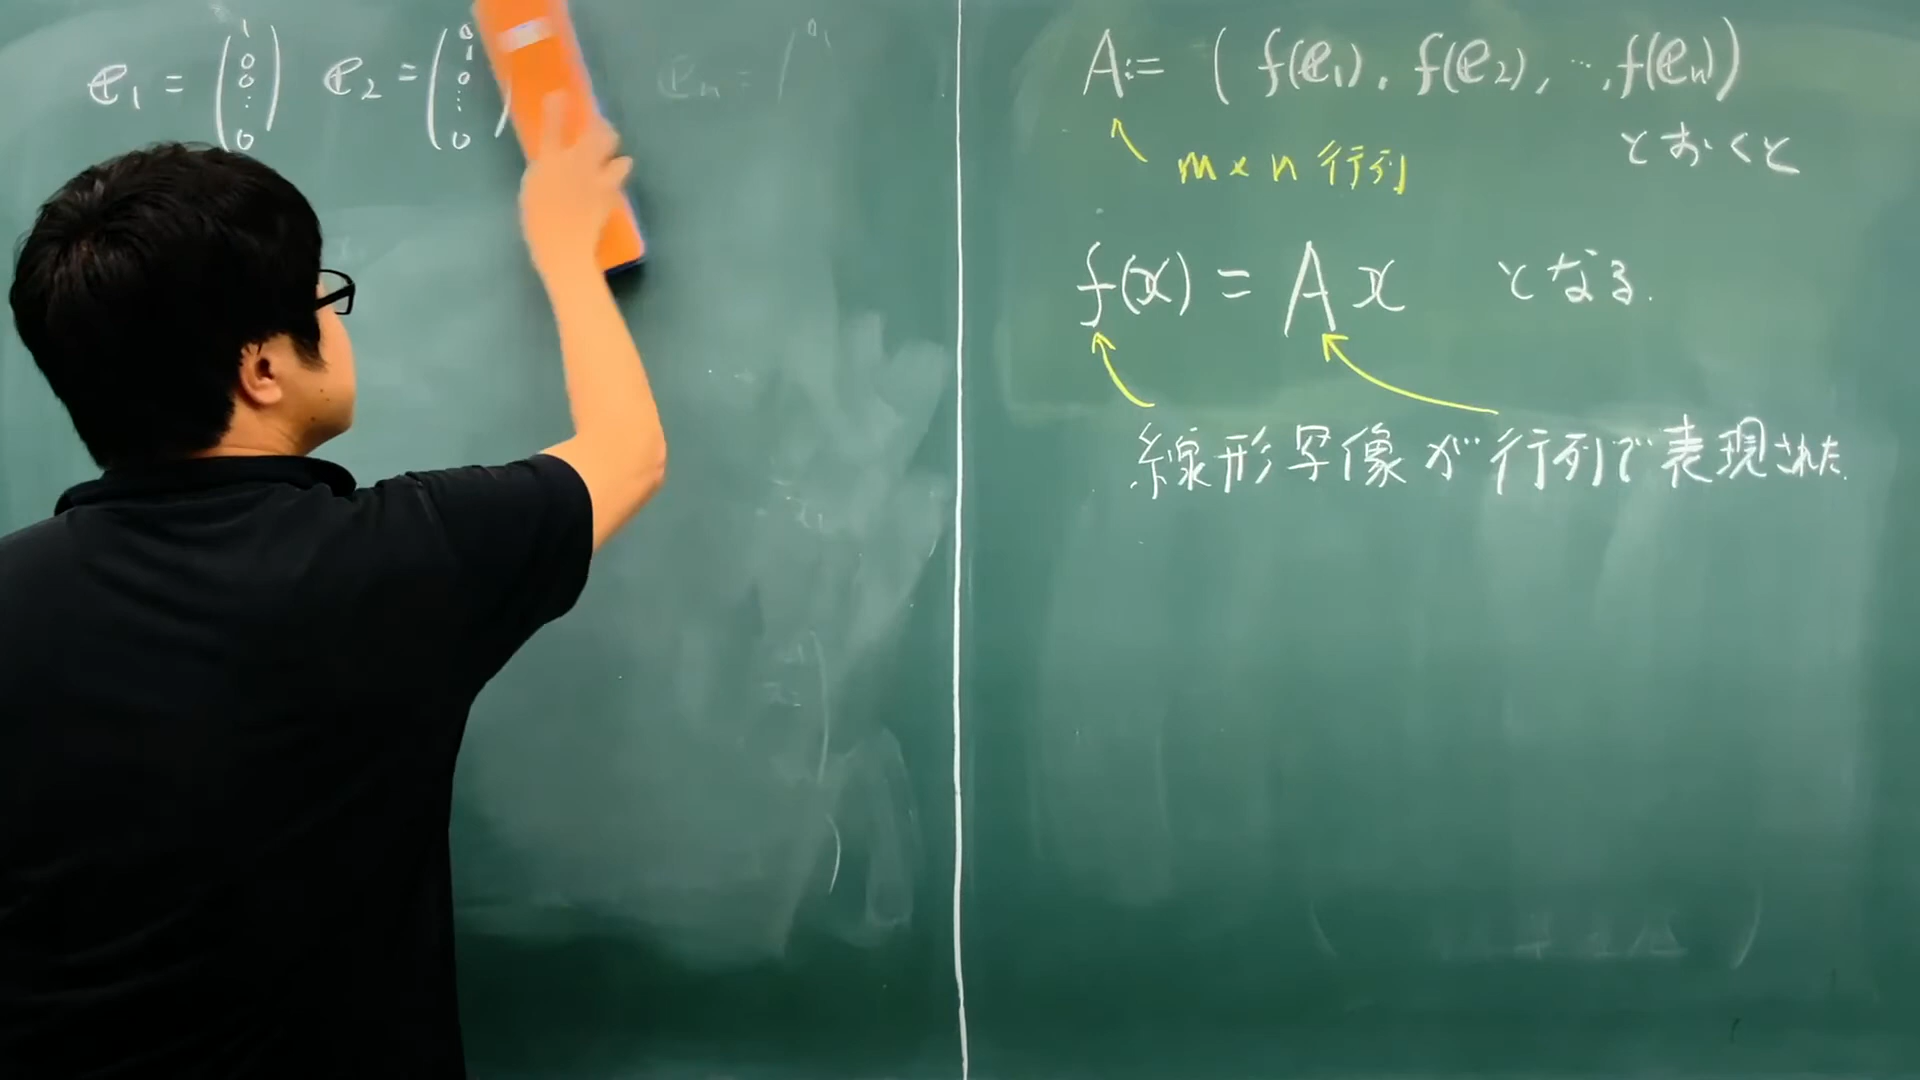 e₁ = (1 0 0 ⋮ 0) e₂ = (0 1 0 ⋮ 0) eₙ =
A := ( f(e₁), f(e₂), …, f(eₙ) )
とおくと
m × n 行列
f(x) = A x となる.
線形写像が行列で表現された.